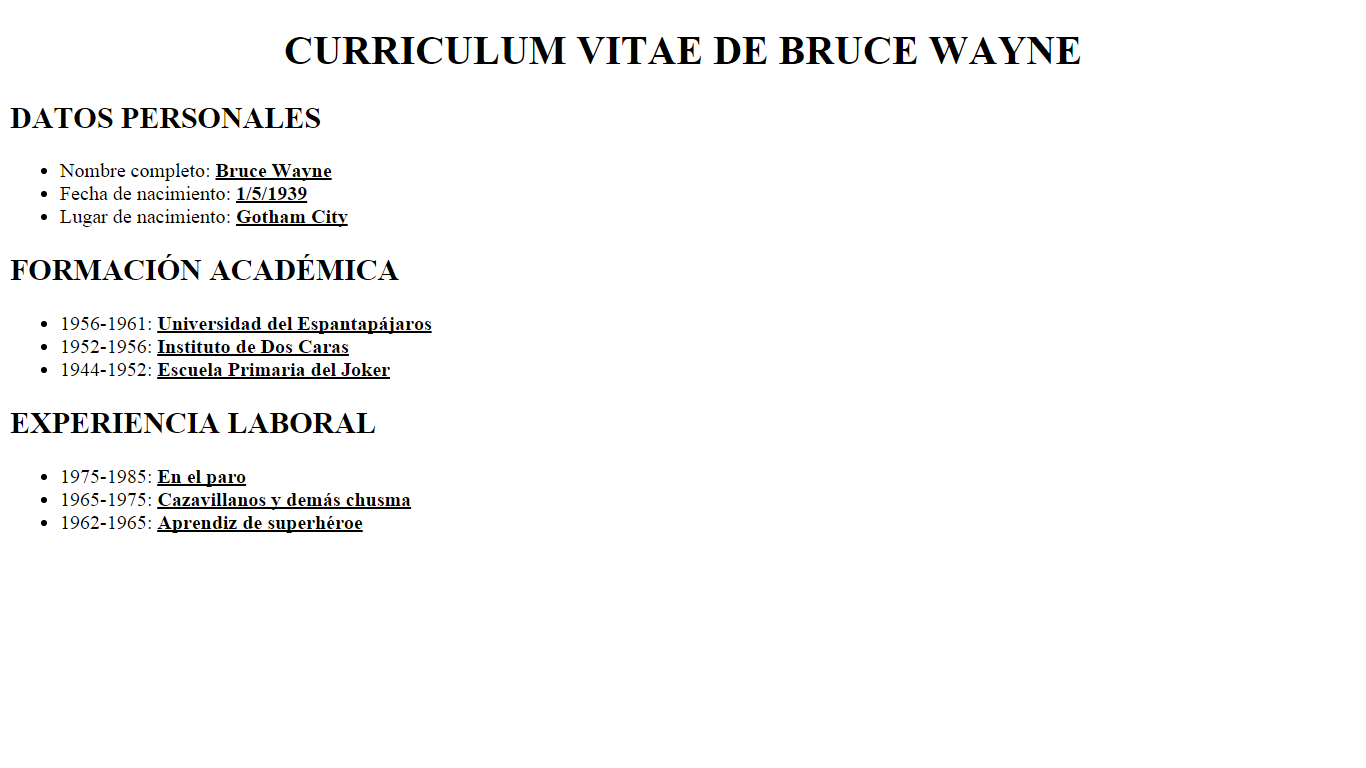 CURRICULUM VITAE DE BRUCE WAYNE
DATOS PERSONALES
Nombre completo: Bruce Wayne
Fecha de nacimiento: 1/5/1939
Lugar de nacimiento: Gotham City
FORMACIÓN ACADÉMICA
1956-1961: Universidad del Espantapájaros
1952-1956: Instituto de Dos Caras
1944-1952: Escuela Primaria del Joker
EXPERIENCIA LABORAL
1975-1985: En el paro
1965-1975: Cazavillanos y demás chusma
1962-1965: Aprendiz de superhéroe